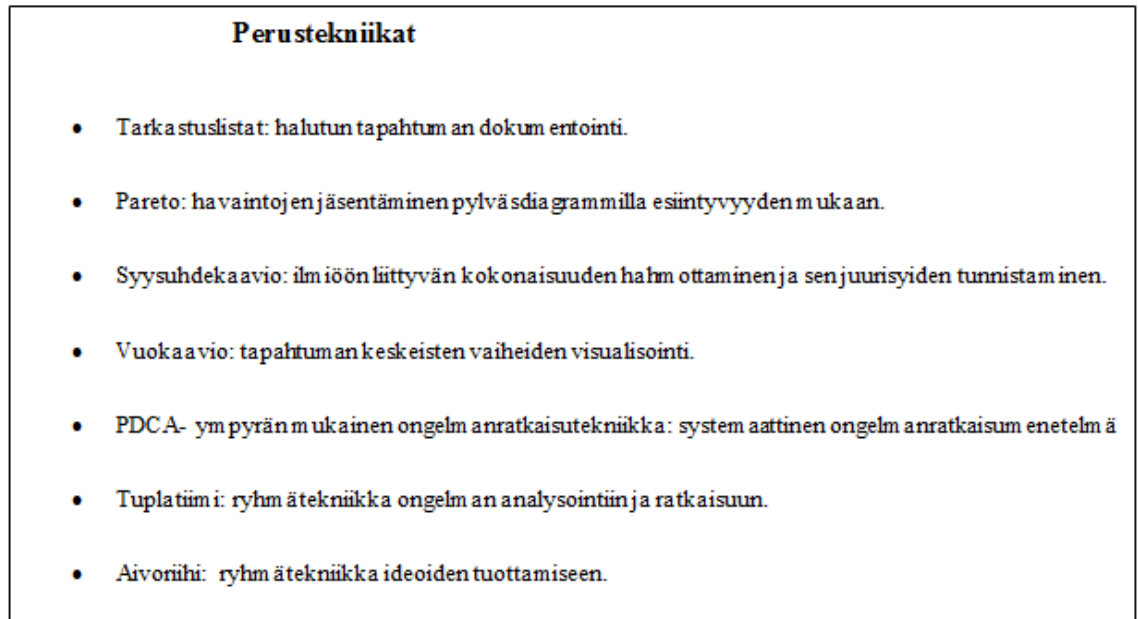 Perustekniikat
• Tarkastuslistat: halutun tapahtuman dokumentointi.
• Pareto: havaintojen jäsentäminen pylväsdiagrammilla esiintyvyyden mukaan.
• Syysuhdekaavio: ilmiöön liittyvän kokonaisuuden hahmottaminen ja sen juurisyiden tunnistaminen.
• Vuokaavio: tapahtuman keskeisten vaiheiden visualisointi.
• PDCA- ympyrän mukainen ongelmanratkaisutekniikka: systemaattinen ongelmanratkaisumenetelmä
• Tuplatiimi: ryhmätekniikka ongelman analysointiin ja ratkaisuun.
• Aivoriihi: ryhmätekniikka ideoiden tuottamiseen.